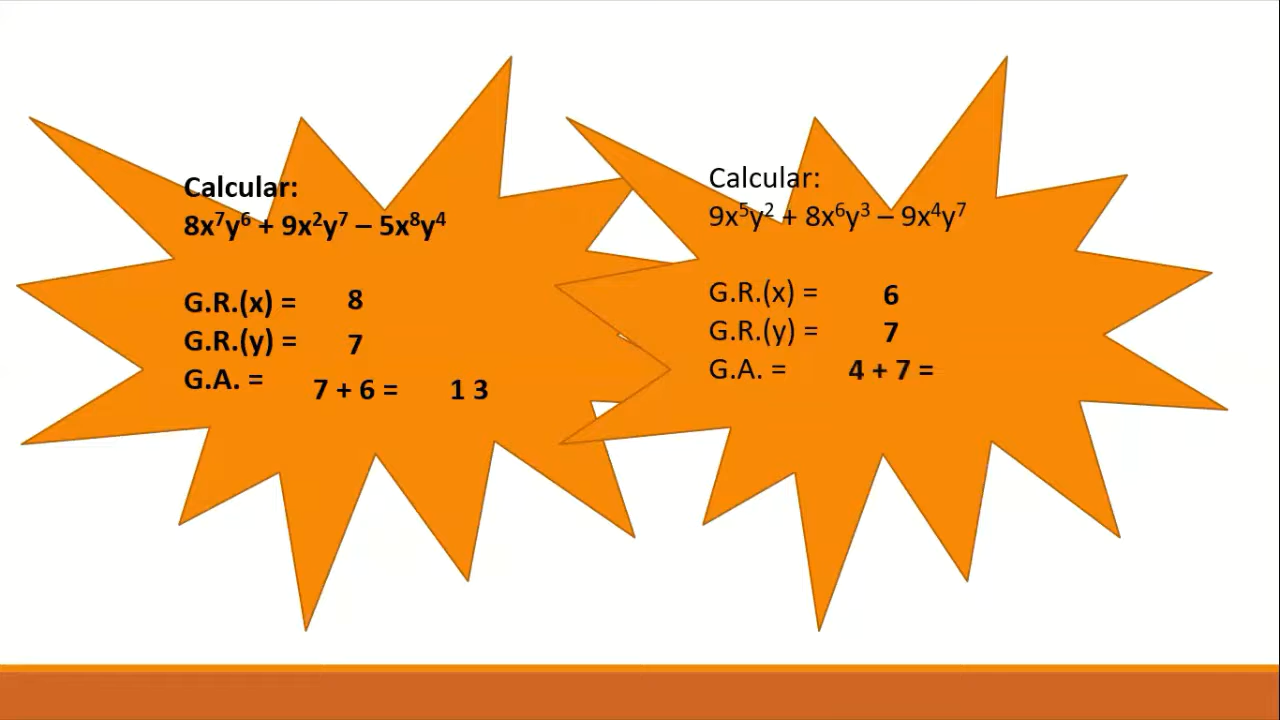 Calcular:
8x⁷y⁶ + 9x²y⁷ – 5x⁸y⁴
G.R.(x) = 8
G.R.(y) = 7
G.A. = 7 + 6 = 1 3
Calcular:
9x⁵y² + 8x⁶y³ – 9x⁴y⁷
G.R.(x) = 6
G.R.(y) = 7
G.A. = 4 + 7 =